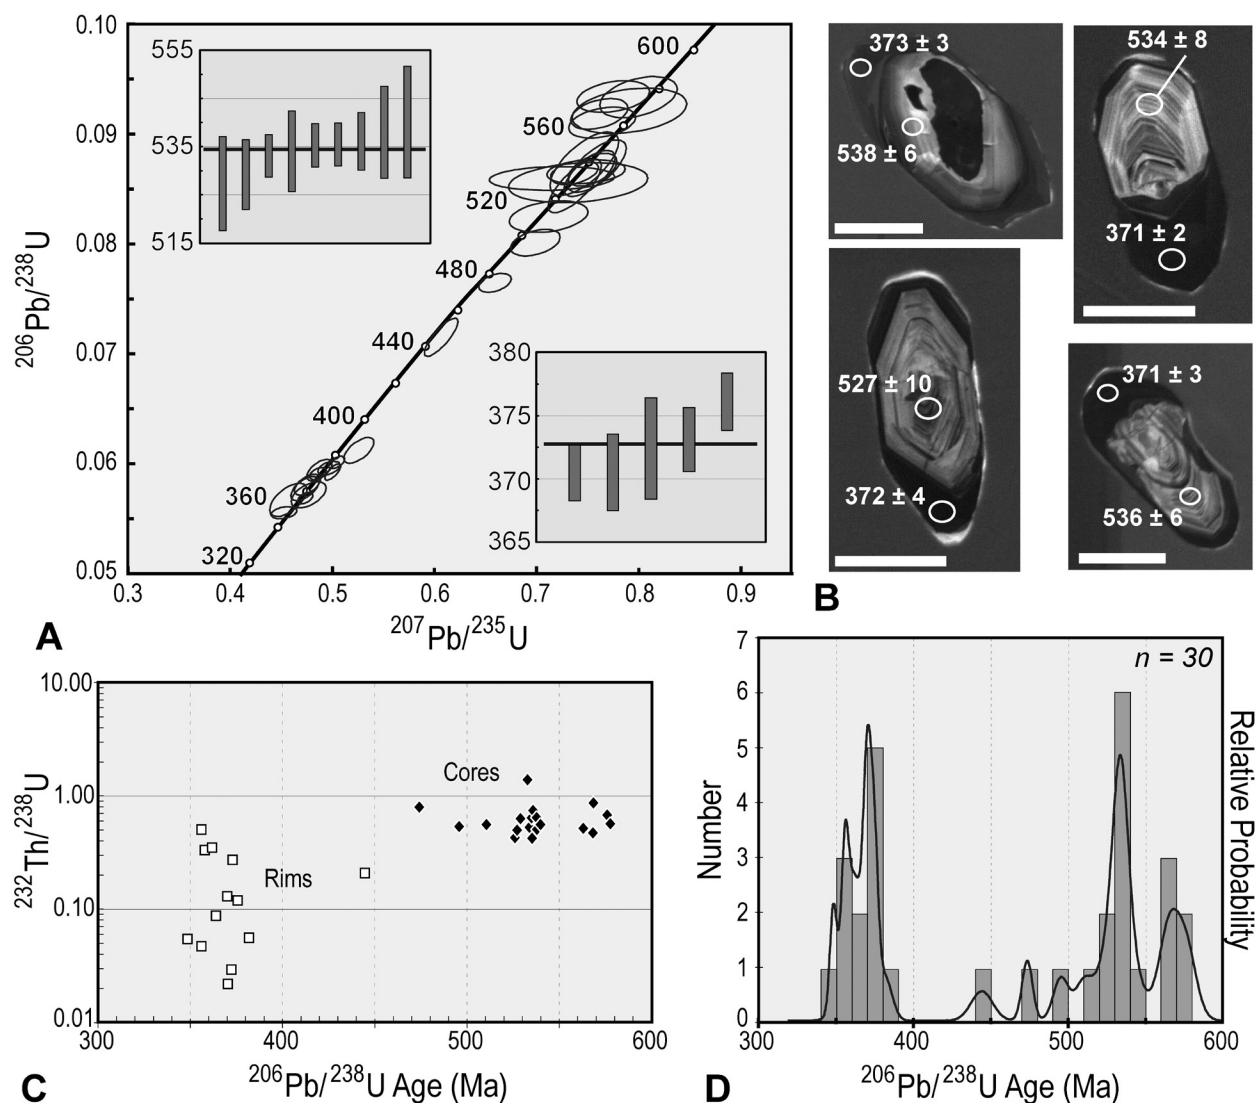 0.10
0.09
0.08
0.07
0.06
0.05
206Pb/238U
0.3 0.4 0.5 0.6 0.7 0.8 0.9
207Pb/235U
600
560
520
480
440
400
360
320
555
535
515
380
375
370
365
A
373 ± 3
538 ± 6
534 ± 8
371 ± 2
527 ± 10
372 ± 4
371 ± 3
536 ± 6
B
10.00
1.00
0.10
0.01
232Th/238U
Cores
Rims
300 400 500 600
206Pb/238U Age (Ma)
C
7
6
5
4
3
2
1
0
Number
n = 30
Relative Probability
300 400 500 600
206Pb/238U Age (Ma)
D